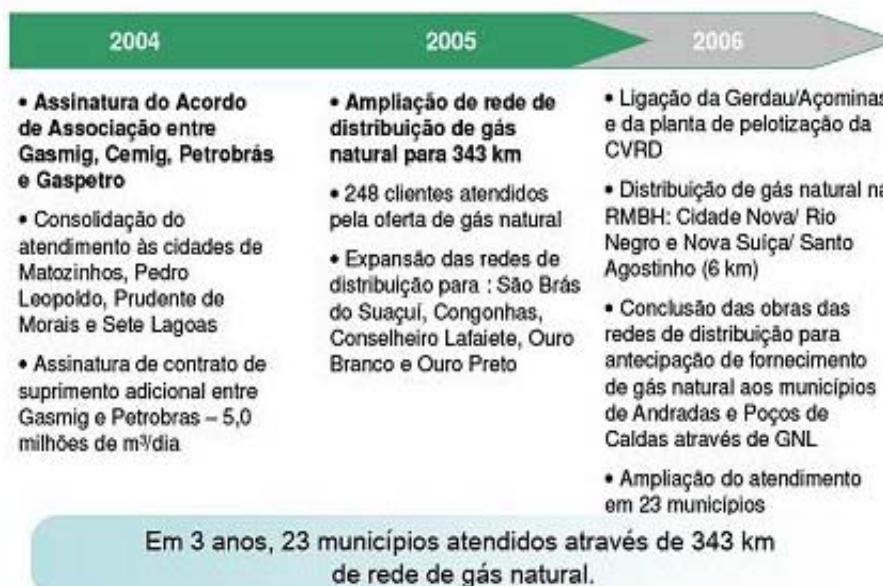 2004
• Assinatura do Acordo
de Associação entre
Gasmig, Cemig, Petrobrás
e Gaspetro
• Consolidação do
atendimento às cidades de
Matozinhos, Pedro
Leopoldo, Prudente de
Morais e Sete Lagoas
• Assinatura de contrato de
suprimento adicional entre
Gasmig e Petrobras – 5,0
milhões de m³/dia
2005
• Ampliação de rede de
distribuição de gás
natural para 343 km
• 248 clientes atendidos
pela oferta de gás natural
• Expansão das redes de
distribuição para : São Brás
do Suaçuí, Congonhas,
Conselheiro Lafaiete, Ouro
Branco e Ouro Preto
2006
• Ligação da Gerdau/Açominas
e da planta de pelotização da
CVRD
• Distribuição de gás natural na
RMBH: Cidade Nova/ Rio
Negro e Nova Suíça/ Santo
Agostinho (6 km)
• Conclusão das obras das
redes de distribuição para
antecipação de fornecimento
de gás natural aos municípios
de Andradas e Poços de
Caldas através de GNL
• Ampliação do atendimento
em 23 municípios
Em 3 anos, 23 municípios atendidos através de 343 km
de rede de gás natural.